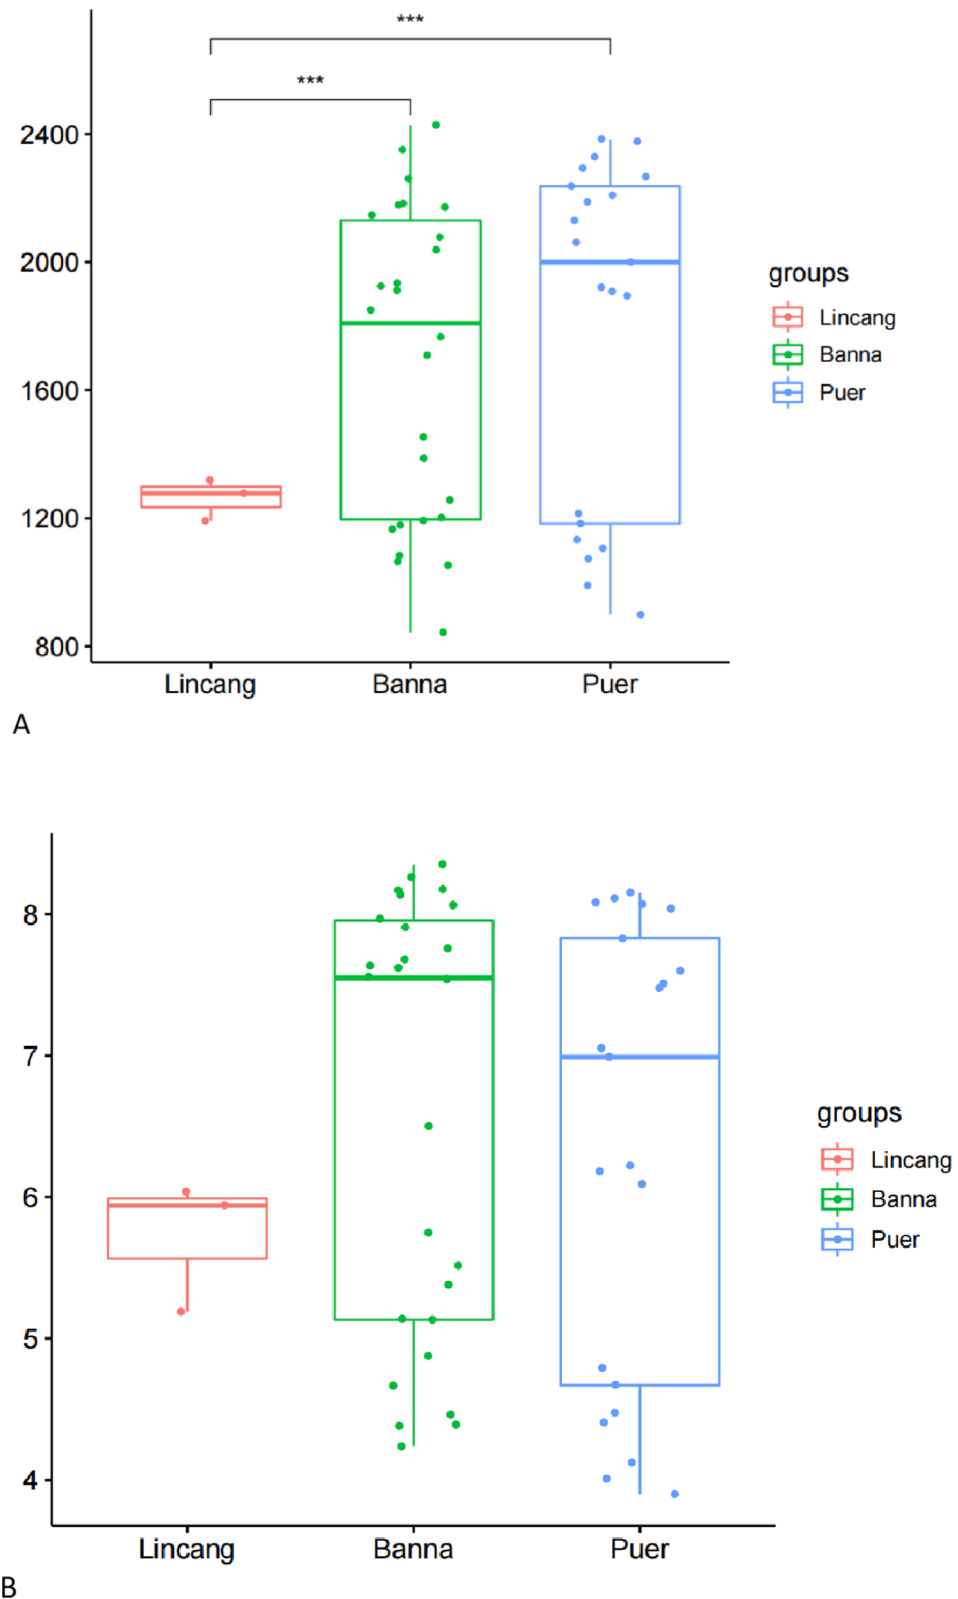 ***
***
2400
2000
1600
1200
800
Lincang Banna Puer
groups
Lincang
Banna
Puer
A
8
7
6
5
4
Lincang Banna Puer
groups
Lincang
Banna
Puer
B